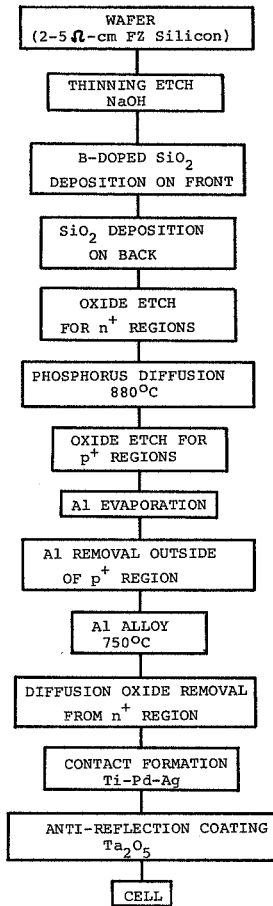 WAFER
(2-5 Ω-cm FZ Silicon)
THINNING ETCH
NaOH
B-DOPED SiO₂
DEPOSITION ON FRONT
SiO₂ DEPOSITION
ON BACK
OXIDE ETCH
FOR n⁺ REGIONS
PHOSPHORUS DIFFUSION
880°C
OXIDE ETCH FOR
p⁺ REGIONS
Al EVAPORATION
Al REMOVAL OUTSIDE
OF p⁺ REGION
Al ALLOY
750°C
DIFFUSION OXIDE REMOVAL
FROM n⁺ REGION
CONTACT FORMATION
Ti-Pd-Ag
ANTI-REFLECTION COATING
Ta₂O₅
CELL